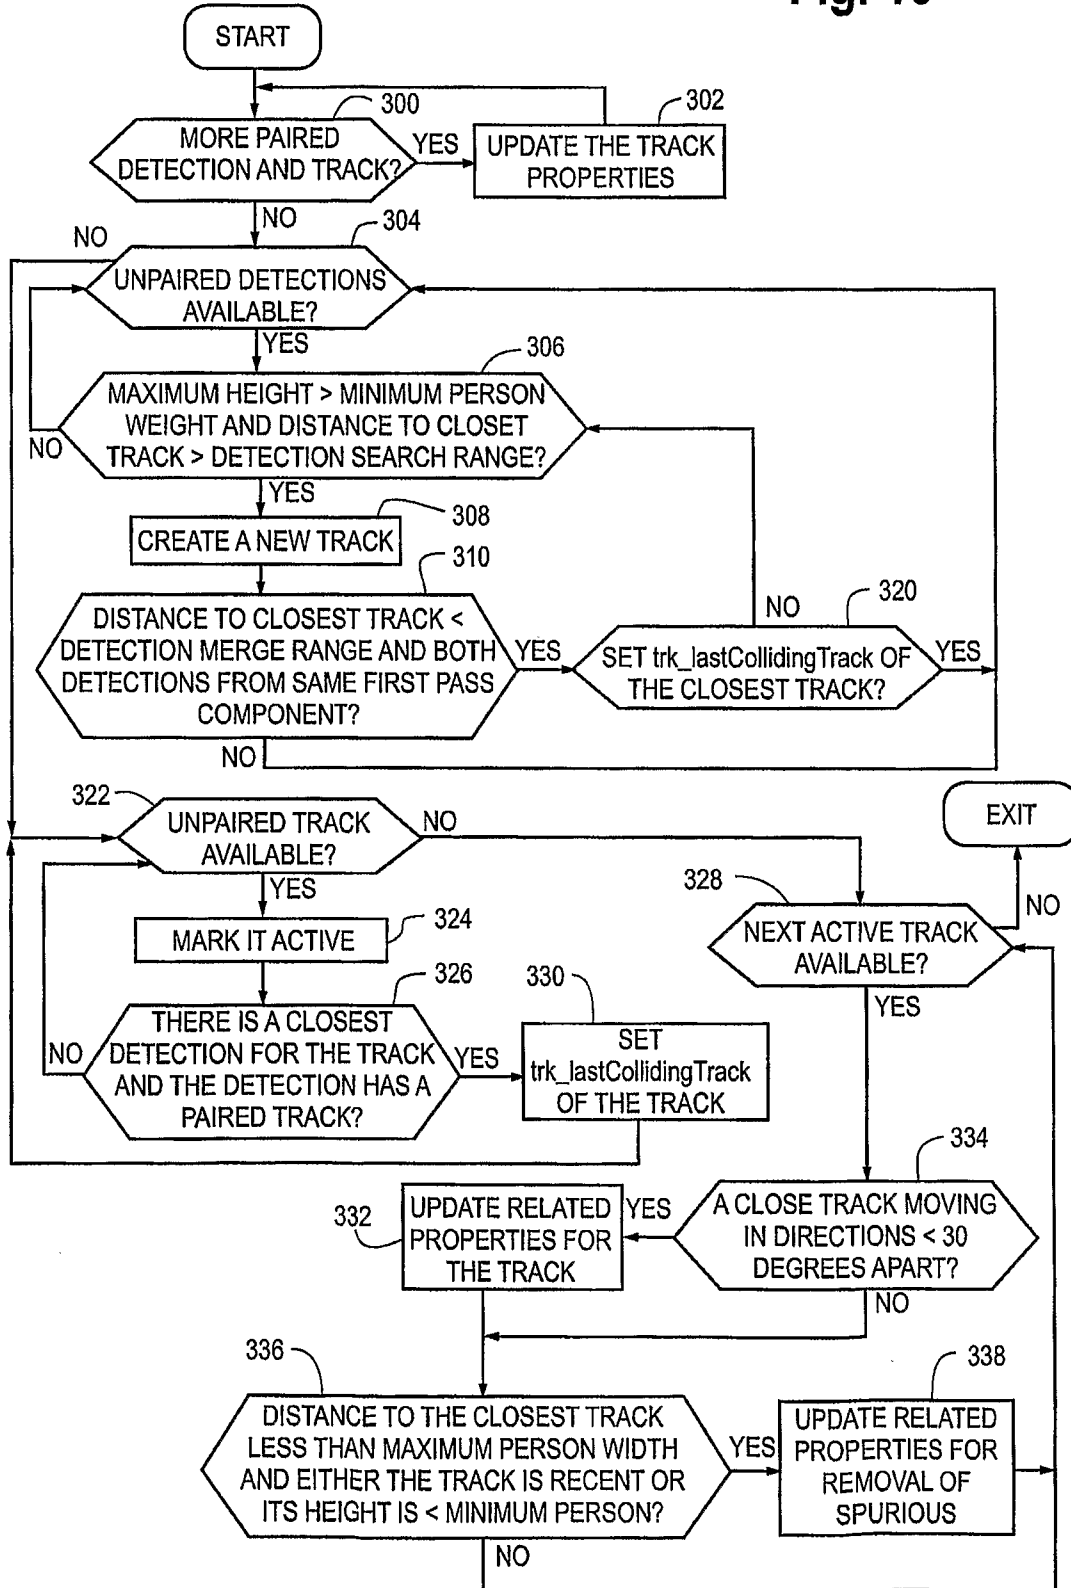 START
300
302
MORE PAIRED
DETECTION AND TRACK?
YES
UPDATE THE TRACK
PROPERTIES
NO
304
NO
UNPAIRED DETECTIONS
AVAILABLE?
YES
306
MAXIMUM HEIGHT > MINIMUM PERSON
WEIGHT AND DISTANCE TO CLOSET
TRACK > DETECTION SEARCH RANGE?
NO
YES
308
CREATE A NEW TRACK
310
DISTANCE TO CLOSEST TRACK <
DETECTION MERGE RANGE AND BOTH
DETECTIONS FROM SAME FIRST PASS
COMPONENT?
YES
NO
320
SET trk_lastCollidingTrack OF
THE CLOSEST TRACK?
YES
NO
322
UNPAIRED TRACK
AVAILABLE?
NO
EXIT
YES
324
MARK IT ACTIVE
328
NO
NEXT ACTIVE TRACK
AVAILABLE?
YES
326
THERE IS A CLOSEST
DETECTION FOR THE TRACK
AND THE DETECTION HAS A
PAIRED TRACK?
NO
YES
330
SET
trk_lastCollidingTrack
OF THE TRACK
334
A CLOSE TRACK MOVING
IN DIRECTIONS < 30
DEGREES APART?
YES
332
UPDATE RELATED
PROPERTIES FOR
THE TRACK
NO
336
DISTANCE TO THE CLOSEST TRACK
LESS THAN MAXIMUM PERSON WIDTH
AND EITHER THE TRACK IS RECENT OR
ITS HEIGHT IS < MINIMUM PERSON?
YES
338
UPDATE RELATED
PROPERTIES FOR
REMOVAL OF
SPURIOUS
NO